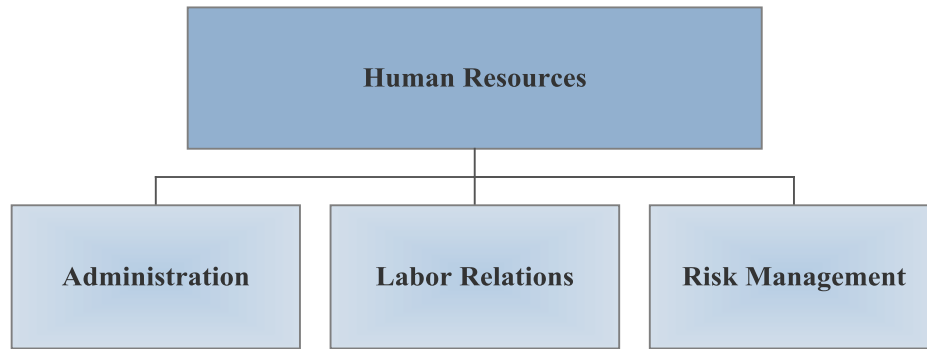 Human Resources
Administration
Labor Relations
Risk Management